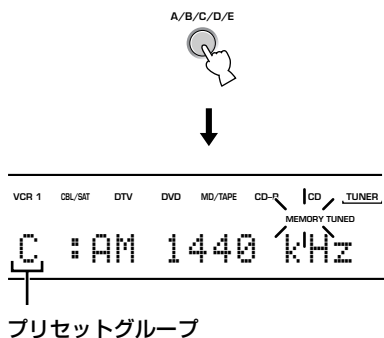 A/B/C/D/E
VCR 1 CBL/SAT DTV DVD MD/TAPE CD-R CD TUNER
MEMORY TUNED
C :AM 1440 kHz
プリセットグループ